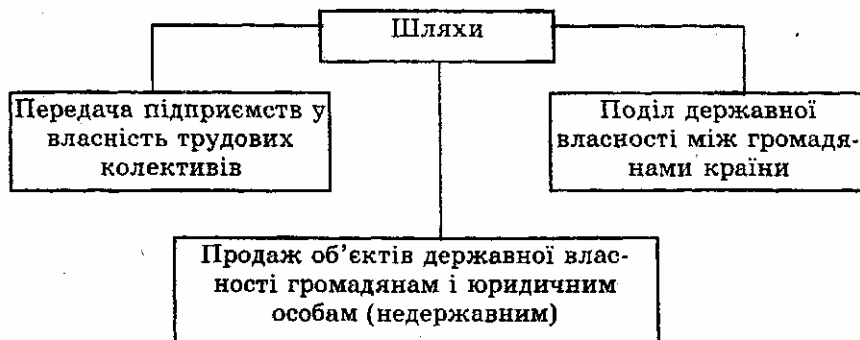 Шляхи
Передача підприємств у
власність трудових
колективів
Поділ державної
власності між громадя-
нами країни
Продаж об’єктів державної влас-
ності громадянам і юридичним
особам (недержавним)